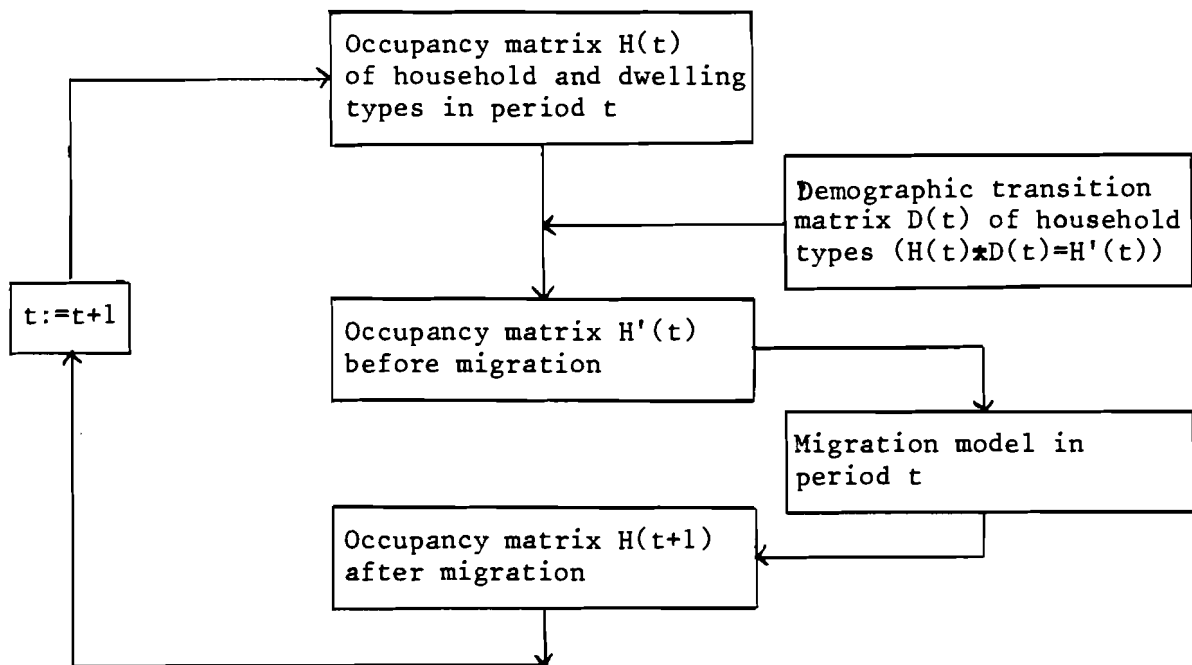 Occupancy matrix H(t)
of household and dwelling
types in period t
Demographic transition
matrix D(t) of household
types (H(t)*D(t)=H'(t))
t:=t+1
Occupancy matrix H'(t)
before migration
Migration model in
period t
Occupancy matrix H(t+1)
after migration